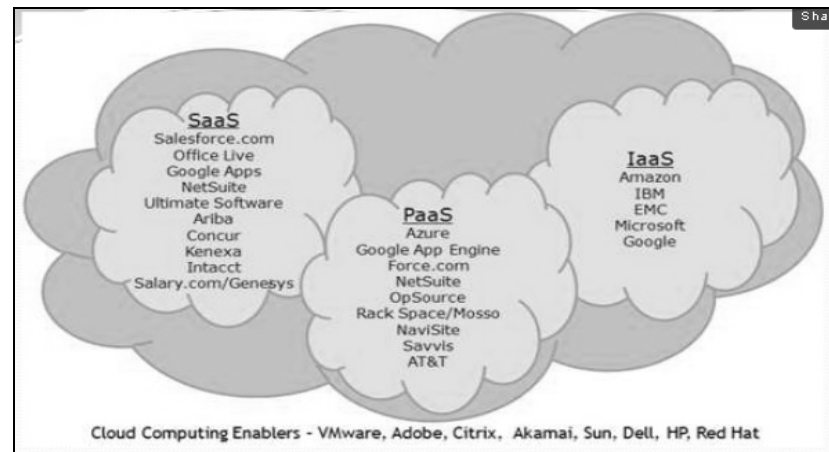 Sha
SaaS
Salesforce.com
Office Live
Google Apps
NetSuite
Ultimate Software
Ariba
Concur
Kenexa
Intacct
Salary.com/Genesys
PaaS
Azure
Google App Engine
Force.com
NetSuite
OpSource
Rack Space/Mosso
NaviSite
Savvis
AT&T
IaaS
Amazon
IBM
EMC
Microsoft
Google
Cloud Computing Enablers - VMware, Adobe, Citrix, Akamai, Sun, Dell, HP, Red Hat